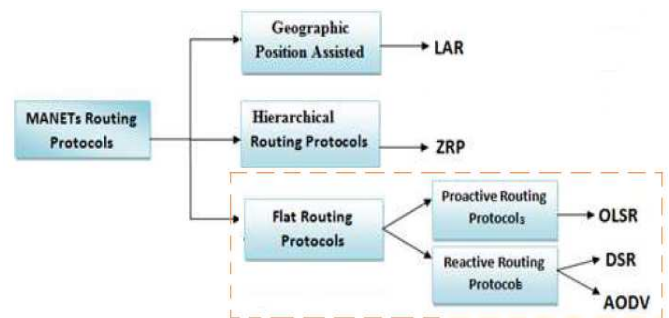 Geographic
Position Assisted
LAR
MANETs Routing
Protocols
Hierarchical
Routing Protocols
ZRP
Flat Routing
Protocols
Proactive Routing
Protocols
OLSR
Reactive Routing
Protocols
DSR
AODV